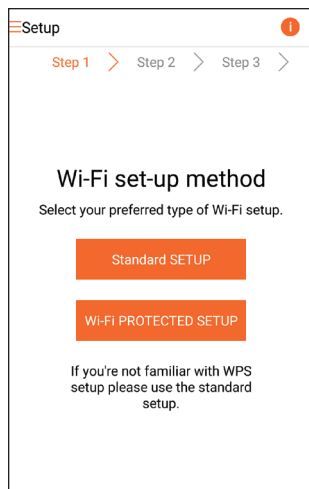 Setup
Step 1 Step 2 Step 3
Wi-Fi set-up method
Select your preferred type of Wi-Fi setup.
Standard SETUP
Wi-Fi PROTECTED SETUP
If you're not familiar with WPS
setup please use the standard
setup.